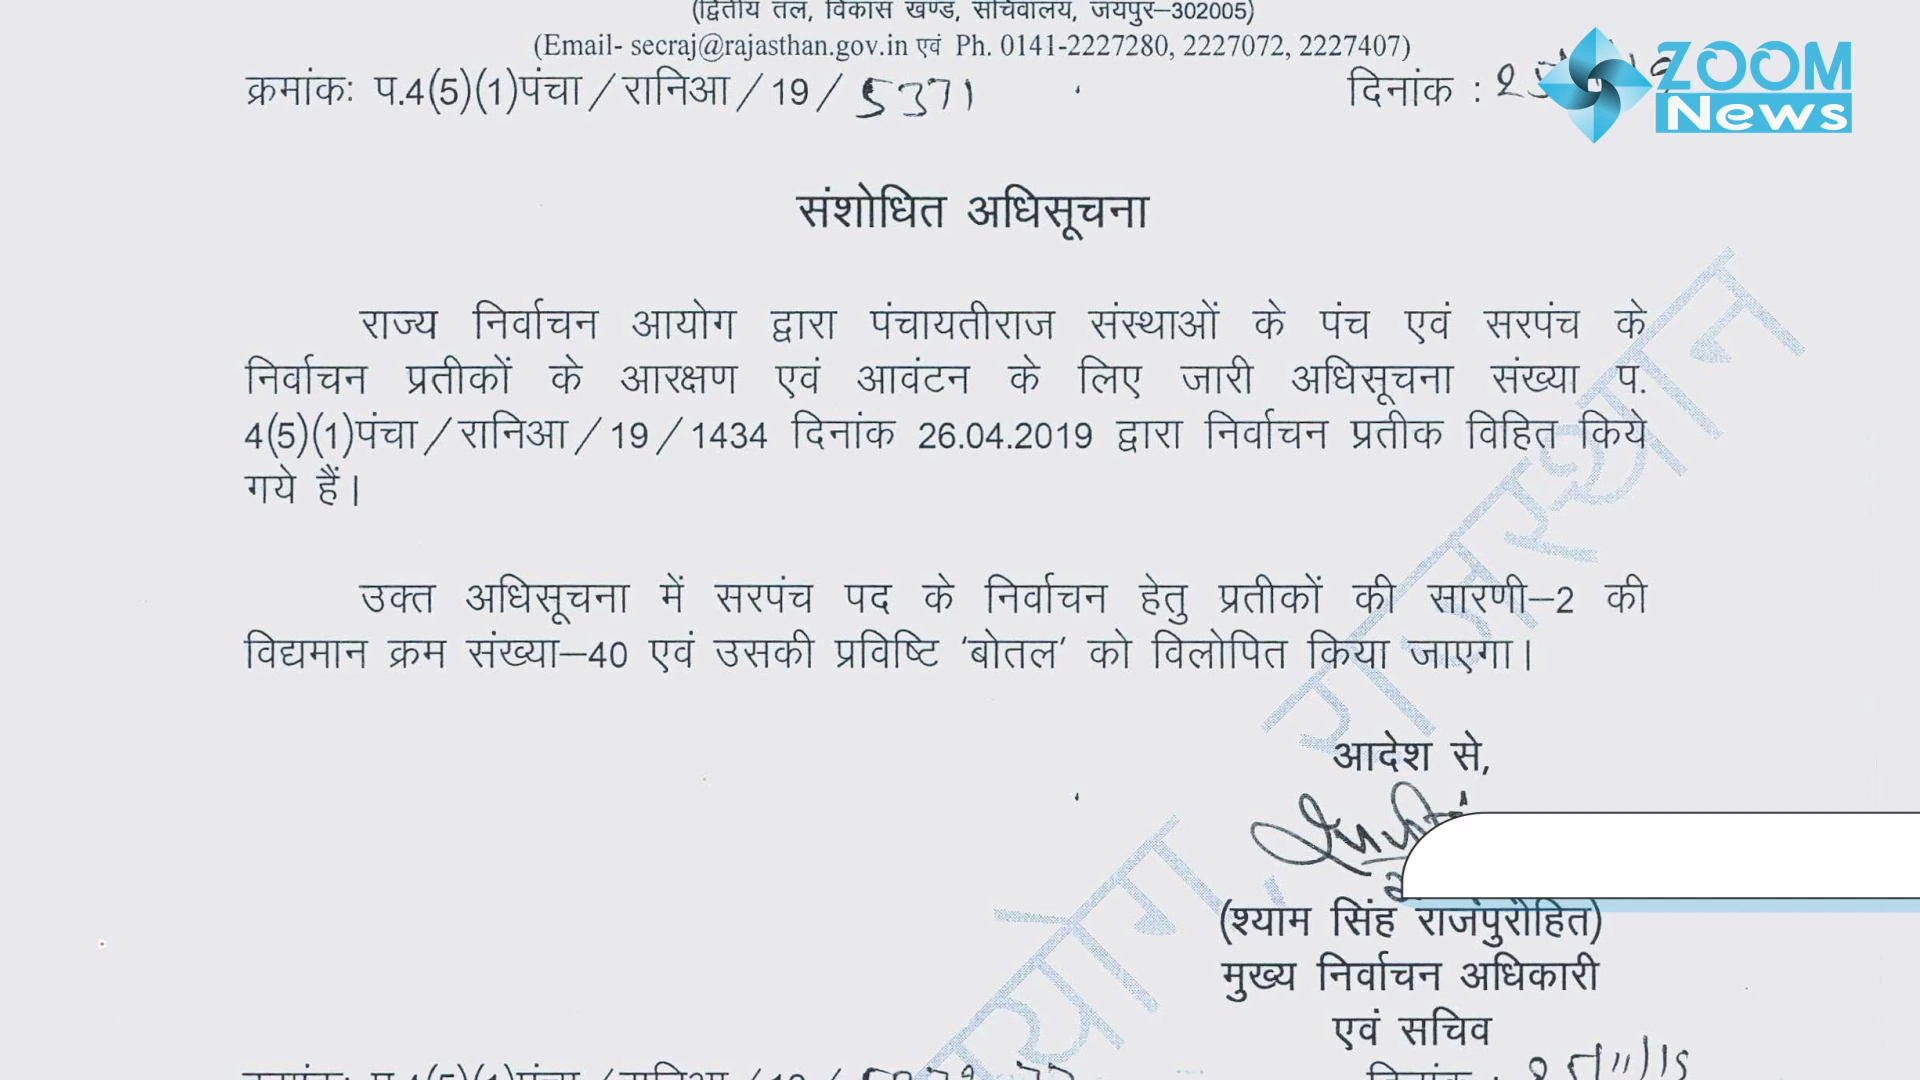 (द्वितीय तल, विकास खण्ड, सचिवालय, जयपुर–302005)
(Email- secraj@rajasthan.gov.in एवं Ph. 0141-2227280, 2227072, 2227407)
क्रमांकः प.4(5)(1)पंचा/रानिआ/19/5371
दिनांक :
ZOOM
News
संशोधित अधिसूचना
राज्य निर्वाचन आयोग द्वारा पंचायतीराज संस्थाओं के पंच एवं सरपंच के
निर्वाचन प्रतीकों के आरक्षण एवं आवंटन के लिए जारी अधिसूचना संख्या प.
4(5)(1)पंचा/रानिआ/19/1434 दिनांक 26.04.2019 द्वारा निर्वाचन प्रतीक विहित किये
गये हैं।
उक्त अधिसूचना में सरपंच पद के निर्वाचन हेतु प्रतीकों की सारणी–2 की
विद्यमान क्रम संख्या–40 एवं उसकी प्रविष्टि 'बोतल' को विलोपित किया जाएगा।
आदेश से,
(श्याम सिंह राजपुरोहित)
मुख्य निर्वाचन अधिकारी
एवं सचिव
राजस्थान